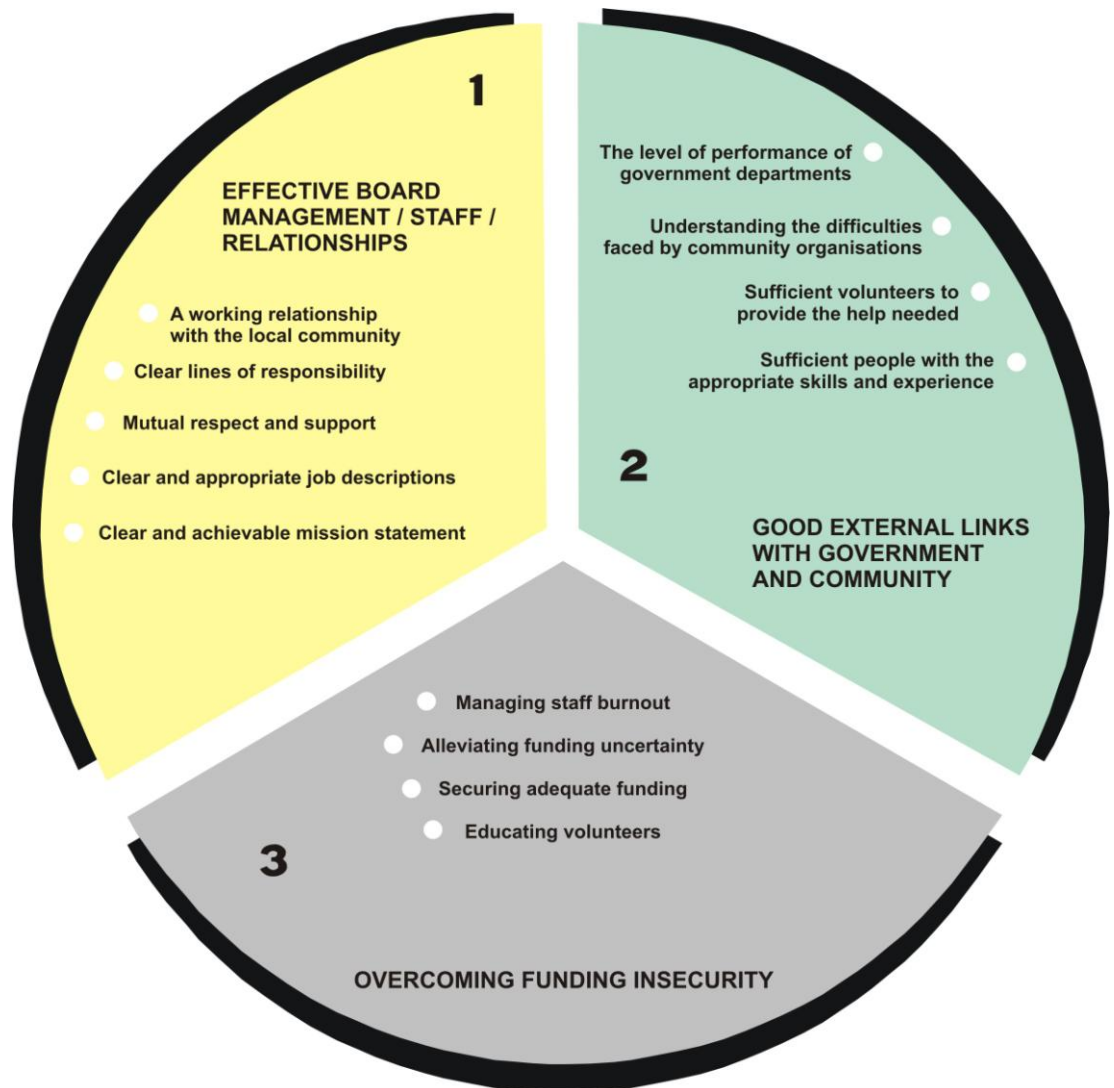 1
EFFECTIVE BOARD
MANAGEMENT / STAFF /
RELATIONSHIPS
A working relationship
with the local community
Clear lines of responsibility
Mutual respect and support
Clear and appropriate job descriptions
Clear and achievable mission statement
The level of performance of
government departments
Understanding the difficulties
faced by community organisations
Sufficient volunteers to
provide the help needed
Sufficient people with the
appropriate skills and experience
2
GOOD EXTERNAL LINKS
WITH GOVERNMENT
AND COMMUNITY
Managing staff burnout
Alleviating funding uncertainty
Securing adequate funding
Educating volunteers
3
OVERCOMING FUNDING INSECURITY